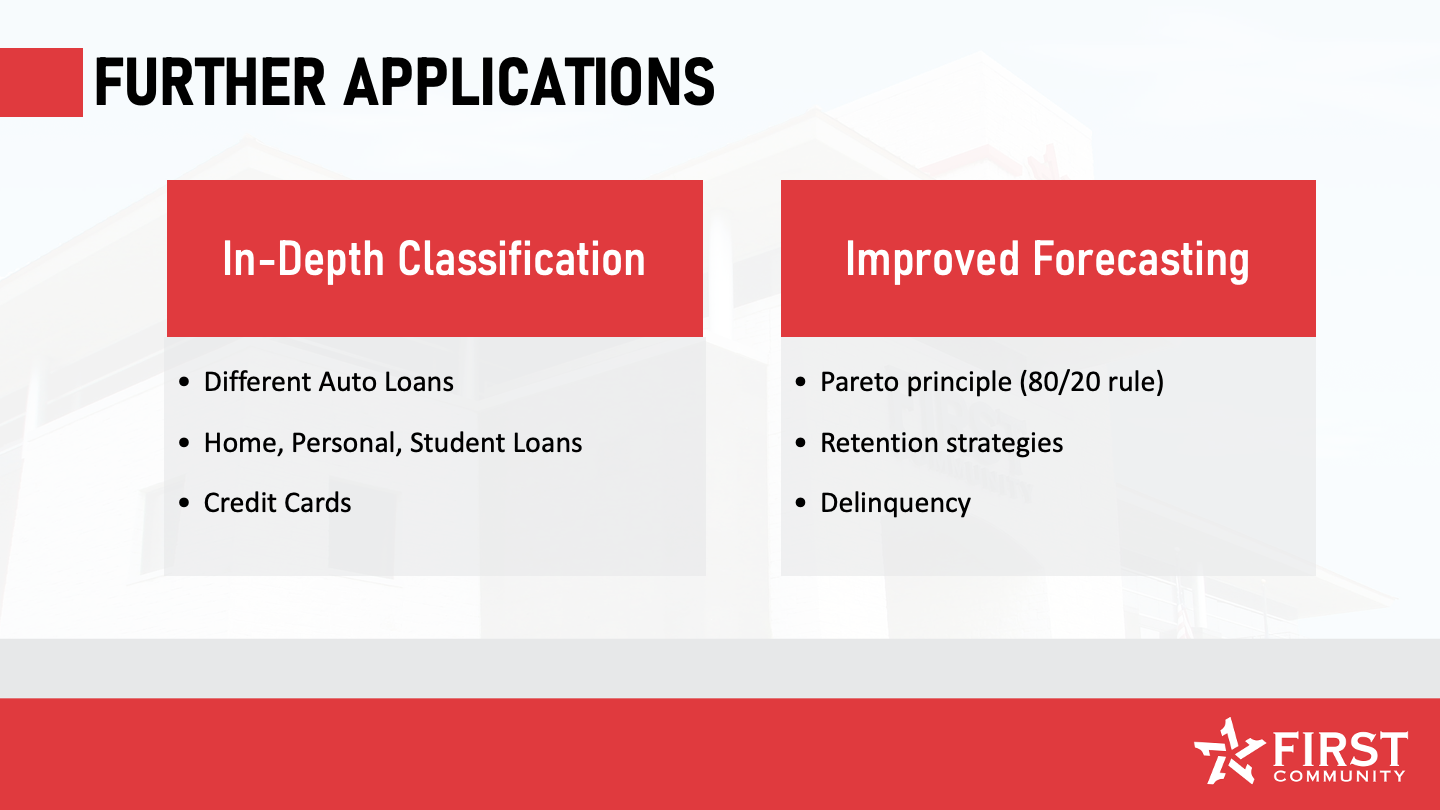 FURTHER APPLICATIONS
In-Depth Classification
• Different Auto Loans
• Home, Personal, Student Loans
• Credit Cards
Improved Forecasting
• Pareto principle (80/20 rule)
• Retention strategies
• Delinquency
FIRST
COMMUNITY